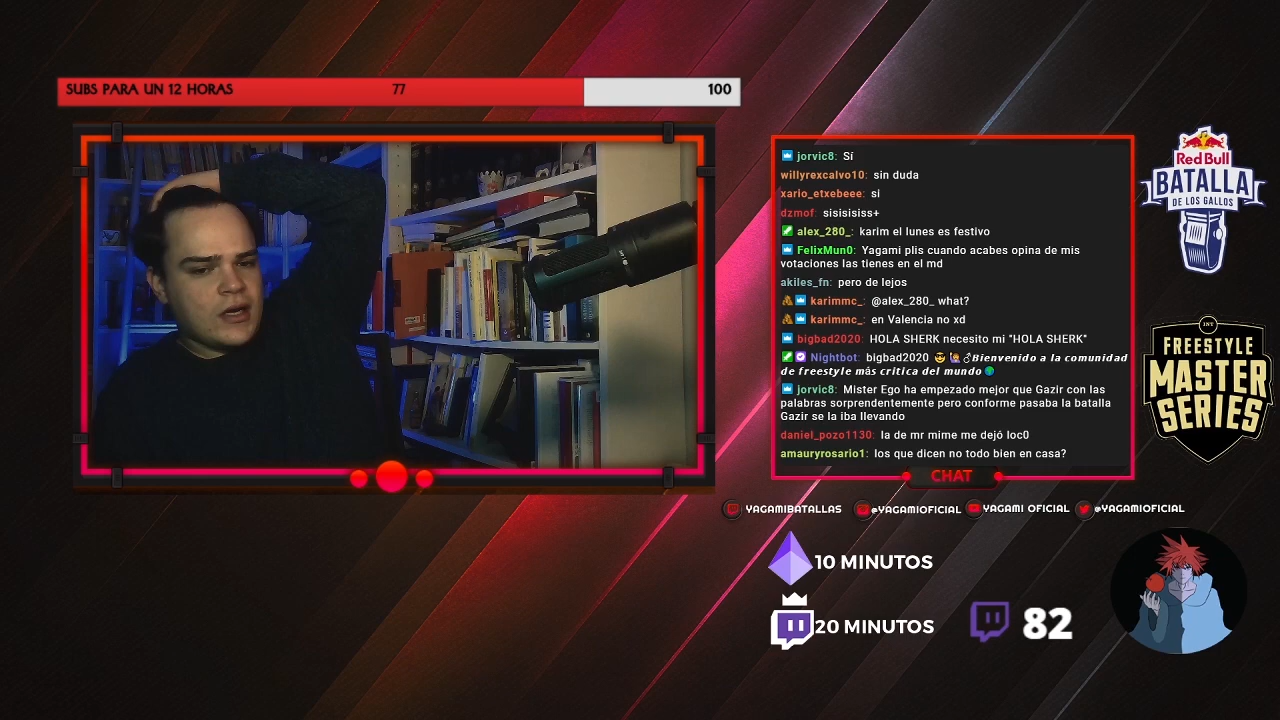 SUBS PARA UN 12 HORAS 77 100
jorvic8: Sí
willyrexcalvo10: sin duda
xario_etxebeee: si
dzmof: sisisisiss+
alex_280_: karim el lunes es festivo
FelixMun0: Yagami plis cuando acabes opina de mis
votaciones las tienes en el md
akiles_fn: pero de lejos
karimmc_: @alex_280_ what?
karimmc_: en Valencia no xd
bigbad2020: HOLA SHERK necesito mi "HOLA SHERK"
Nightbot: bigbad2020 😎 🙋 ♂Bienvenido a la comunidad
de freestyle más critica del mundo 🌍
jorvic8: Mister Ego ha empezado mejor que Gazir con las
palabras sorprendentemente pero conforme pasaba la batalla
Gazir se la iba llevando
daniel_pozo1130: la de mr mime me dejó loc0
amauryrosario1: los que dicen no todo bien en casa?
CHAT
Red Bull
BATALLA
DE LOS GALLOS
INT
FREESTYLE
MASTER
SERIES
YAGAMIBATALLAS @YAGAMIOFICIAL YAGAMI OFICIAL @YAGAMIOFICIAL
10 MINUTOS
20 MINUTOS
82